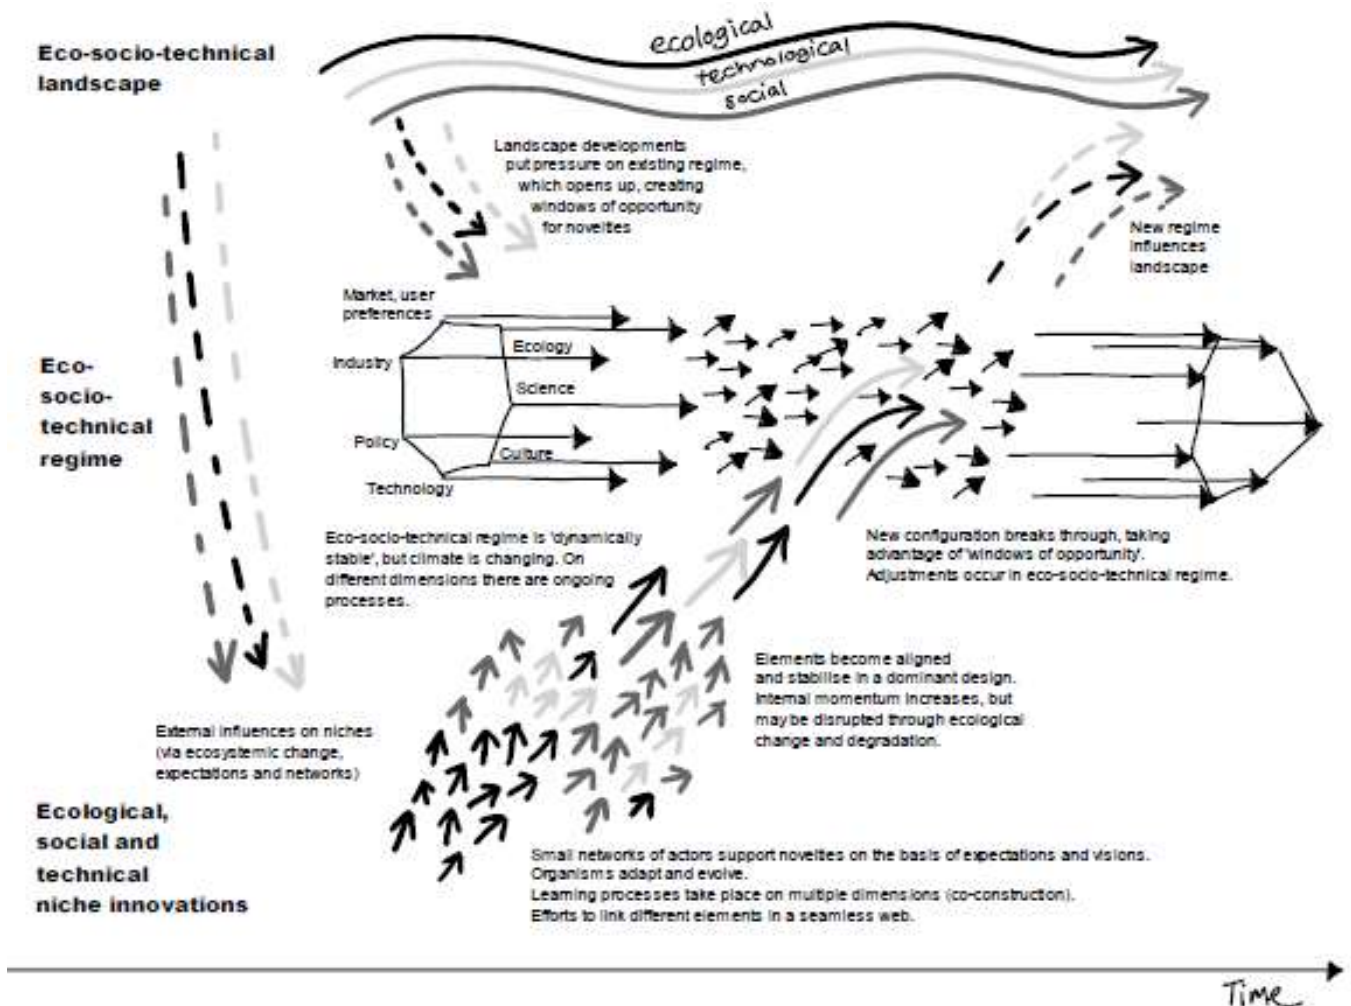 Eco-socio-technical
landscape
ecological
technological
social
Landscape developments
put pressure on existing regime,
which opens up, creating
windows of opportunity
for novelties
New regime
influences
landscape
Market, user
preferences
Industry
Ecology
Science
Policy
Culture
Technology
Eco-
socio-
technical
regime
Eco-socio-technical regime is 'dynamically
stable', but climate is changing. On
different dimensions there are ongoing
processes.
New configuration breaks through, taking
advantage of 'windows of opportunity'.
Adjustments occur in eco-socio-technical regime.
Elements become aligned
and stabilise in a dominant design.
Internal momentum increases, but
may be disrupted through ecological
change and degradation.
External influences on niches
(via ecosystemic change,
expectations and networks)
Ecological,
social and
technical
niche innovations
Small networks of actors support novelties on the basis of expectations and visions.
Organisms adapt and evolve.
Learning processes take place on multiple dimensions (co-construction).
Efforts to link different elements in a seamless web.
Time